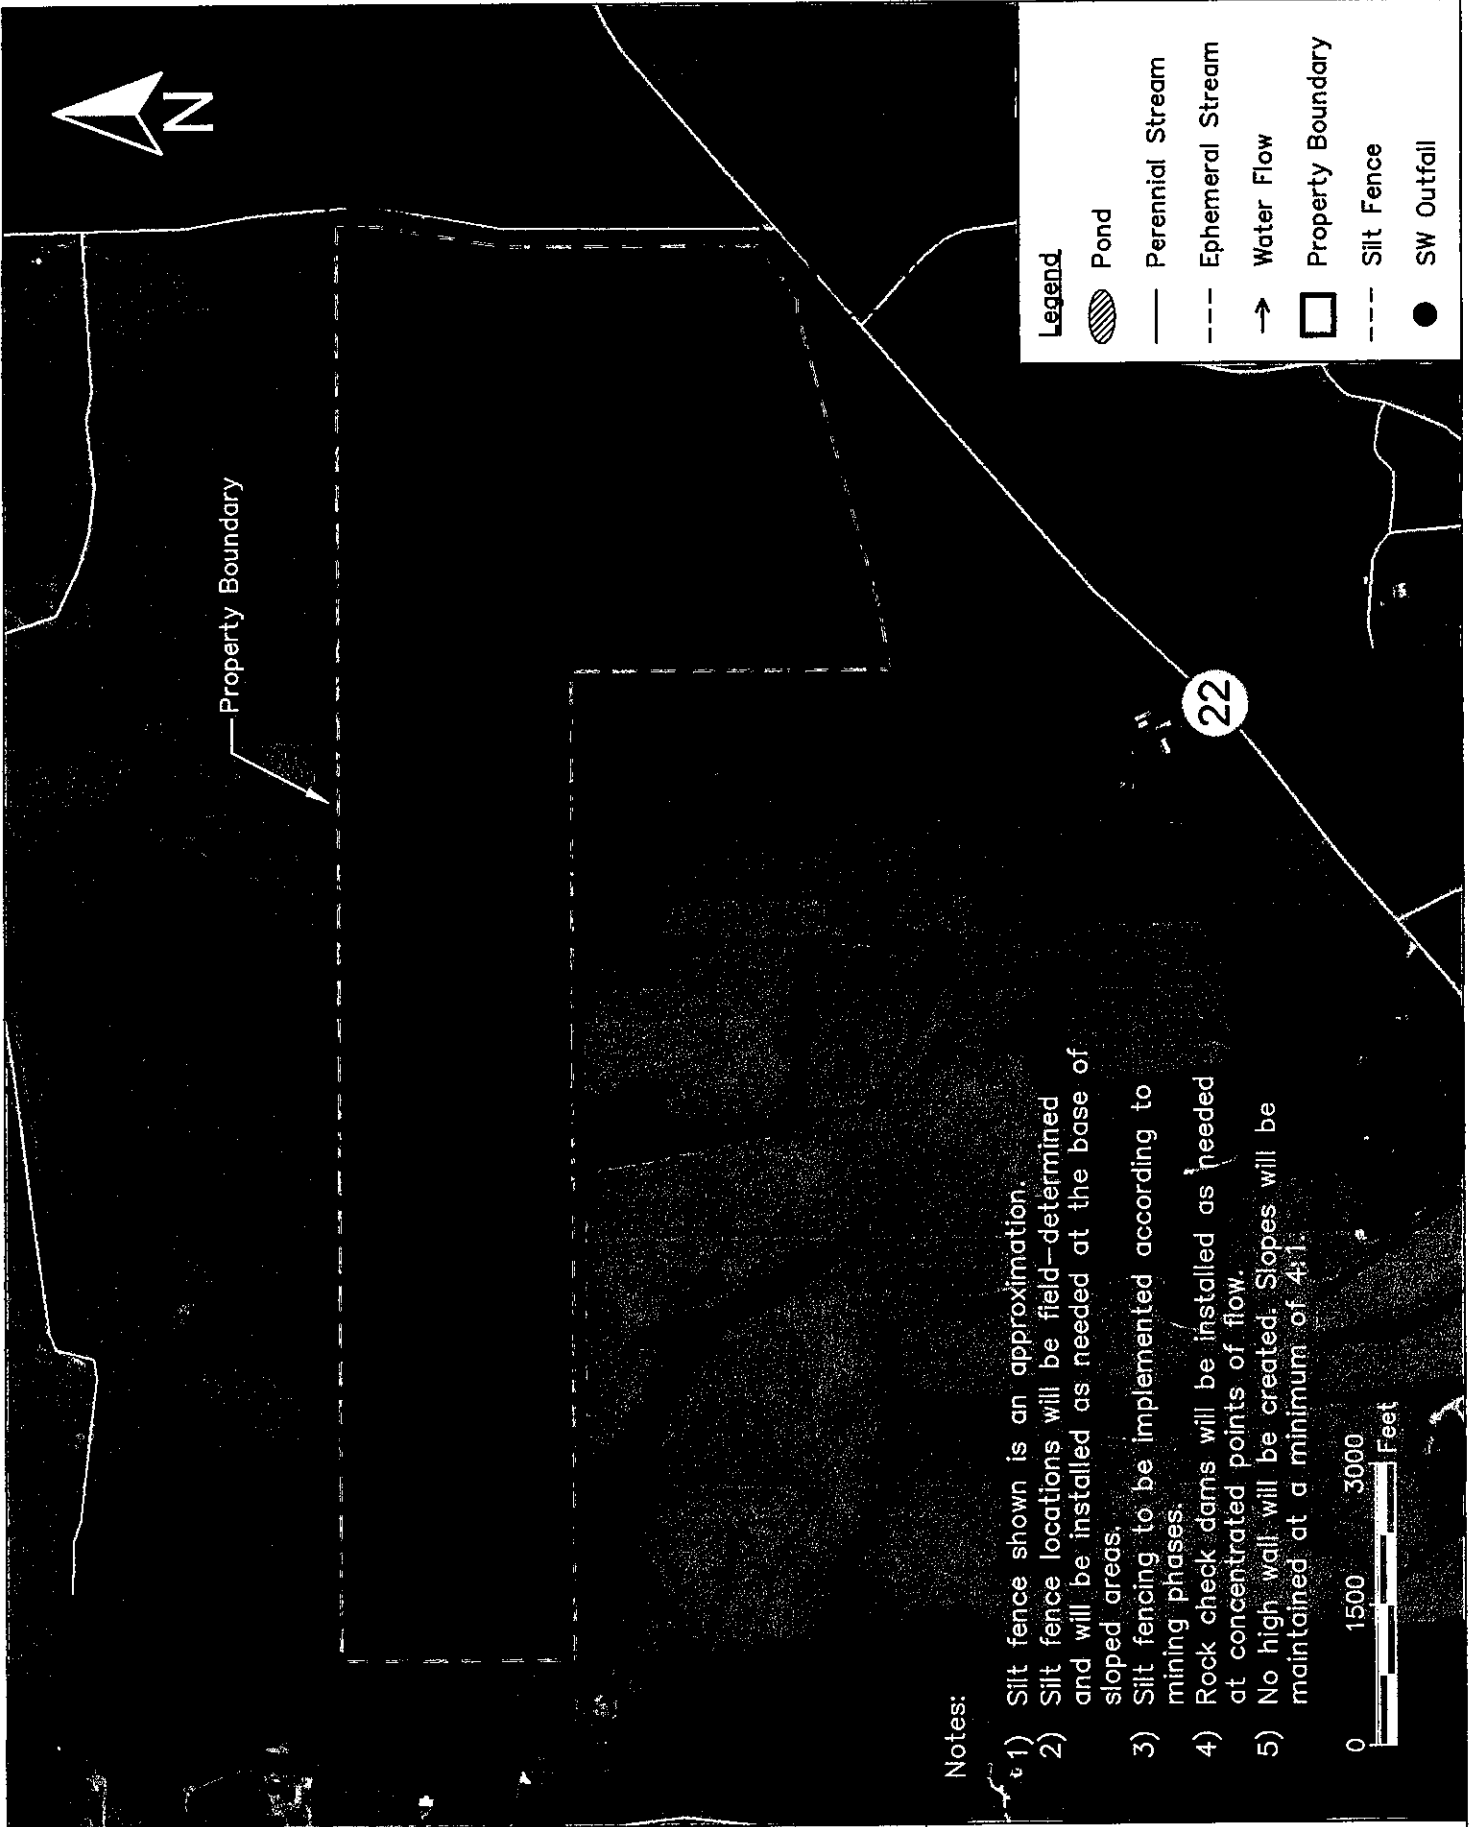 N
Property Boundary
22
Notes:
1) Silt fence shown is an approximation.
2) Silt fence locations will be field-determined
and will be installed as needed at the base of
sloped areas.
3) Silt fencing to be implemented according to
mining phases.
4) Rock check dams will be installed as needed
at concentrated points of flow.
5) No high wall will be created. Slopes will be
maintained at a minimum of 4:1.
0 1500 3000
Feet
Legend
Pond
Perennial Stream
Ephemeral Stream
Water Flow
Property Boundary
Silt Fence
SW Outfall